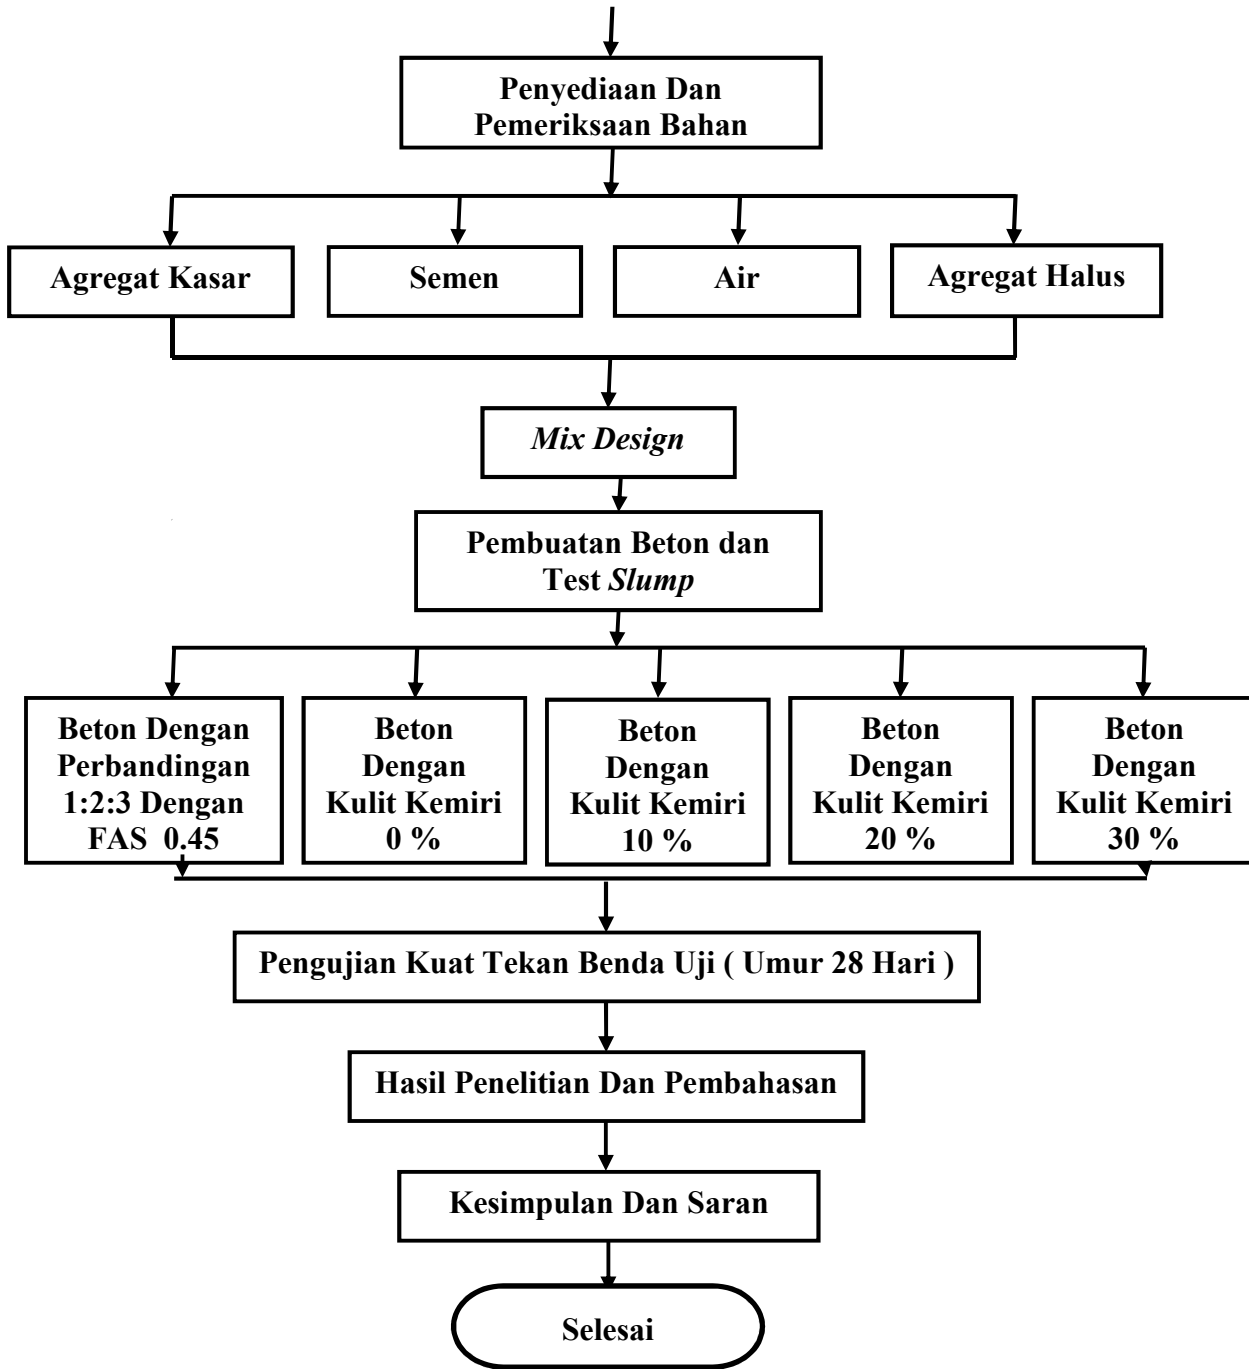 Penyediaan Dan
Pemeriksaan Bahan
Agregat Kasar
Semen
Air
Agregat Halus
Mix Design
Pembuatan Beton dan
Test Slump
Beton Dengan
Perbandingan
1:2:3 Dengan
FAS 0.45
Beton
Dengan
Kulit Kemiri
0 %
Beton
Dengan
Kulit Kemiri
10 %
Beton
Dengan
Kulit Kemiri
20 %
Beton
Dengan
Kulit Kemiri
30 %
Pengujian Kuat Tekan Benda Uji ( Umur 28 Hari )
Hasil Penelitian Dan Pembahasan
Kesimpulan Dan Saran
Selesai